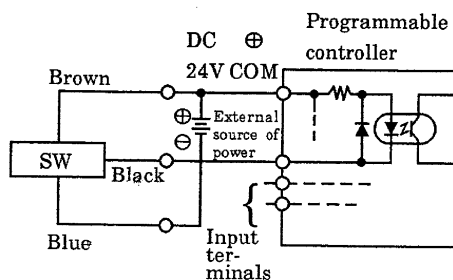 Programmable
controller
DC ⊕
24V COM
Brown
⊕ External
⊖ source of
power
SW
Black
Blue
Input
ter-
minals